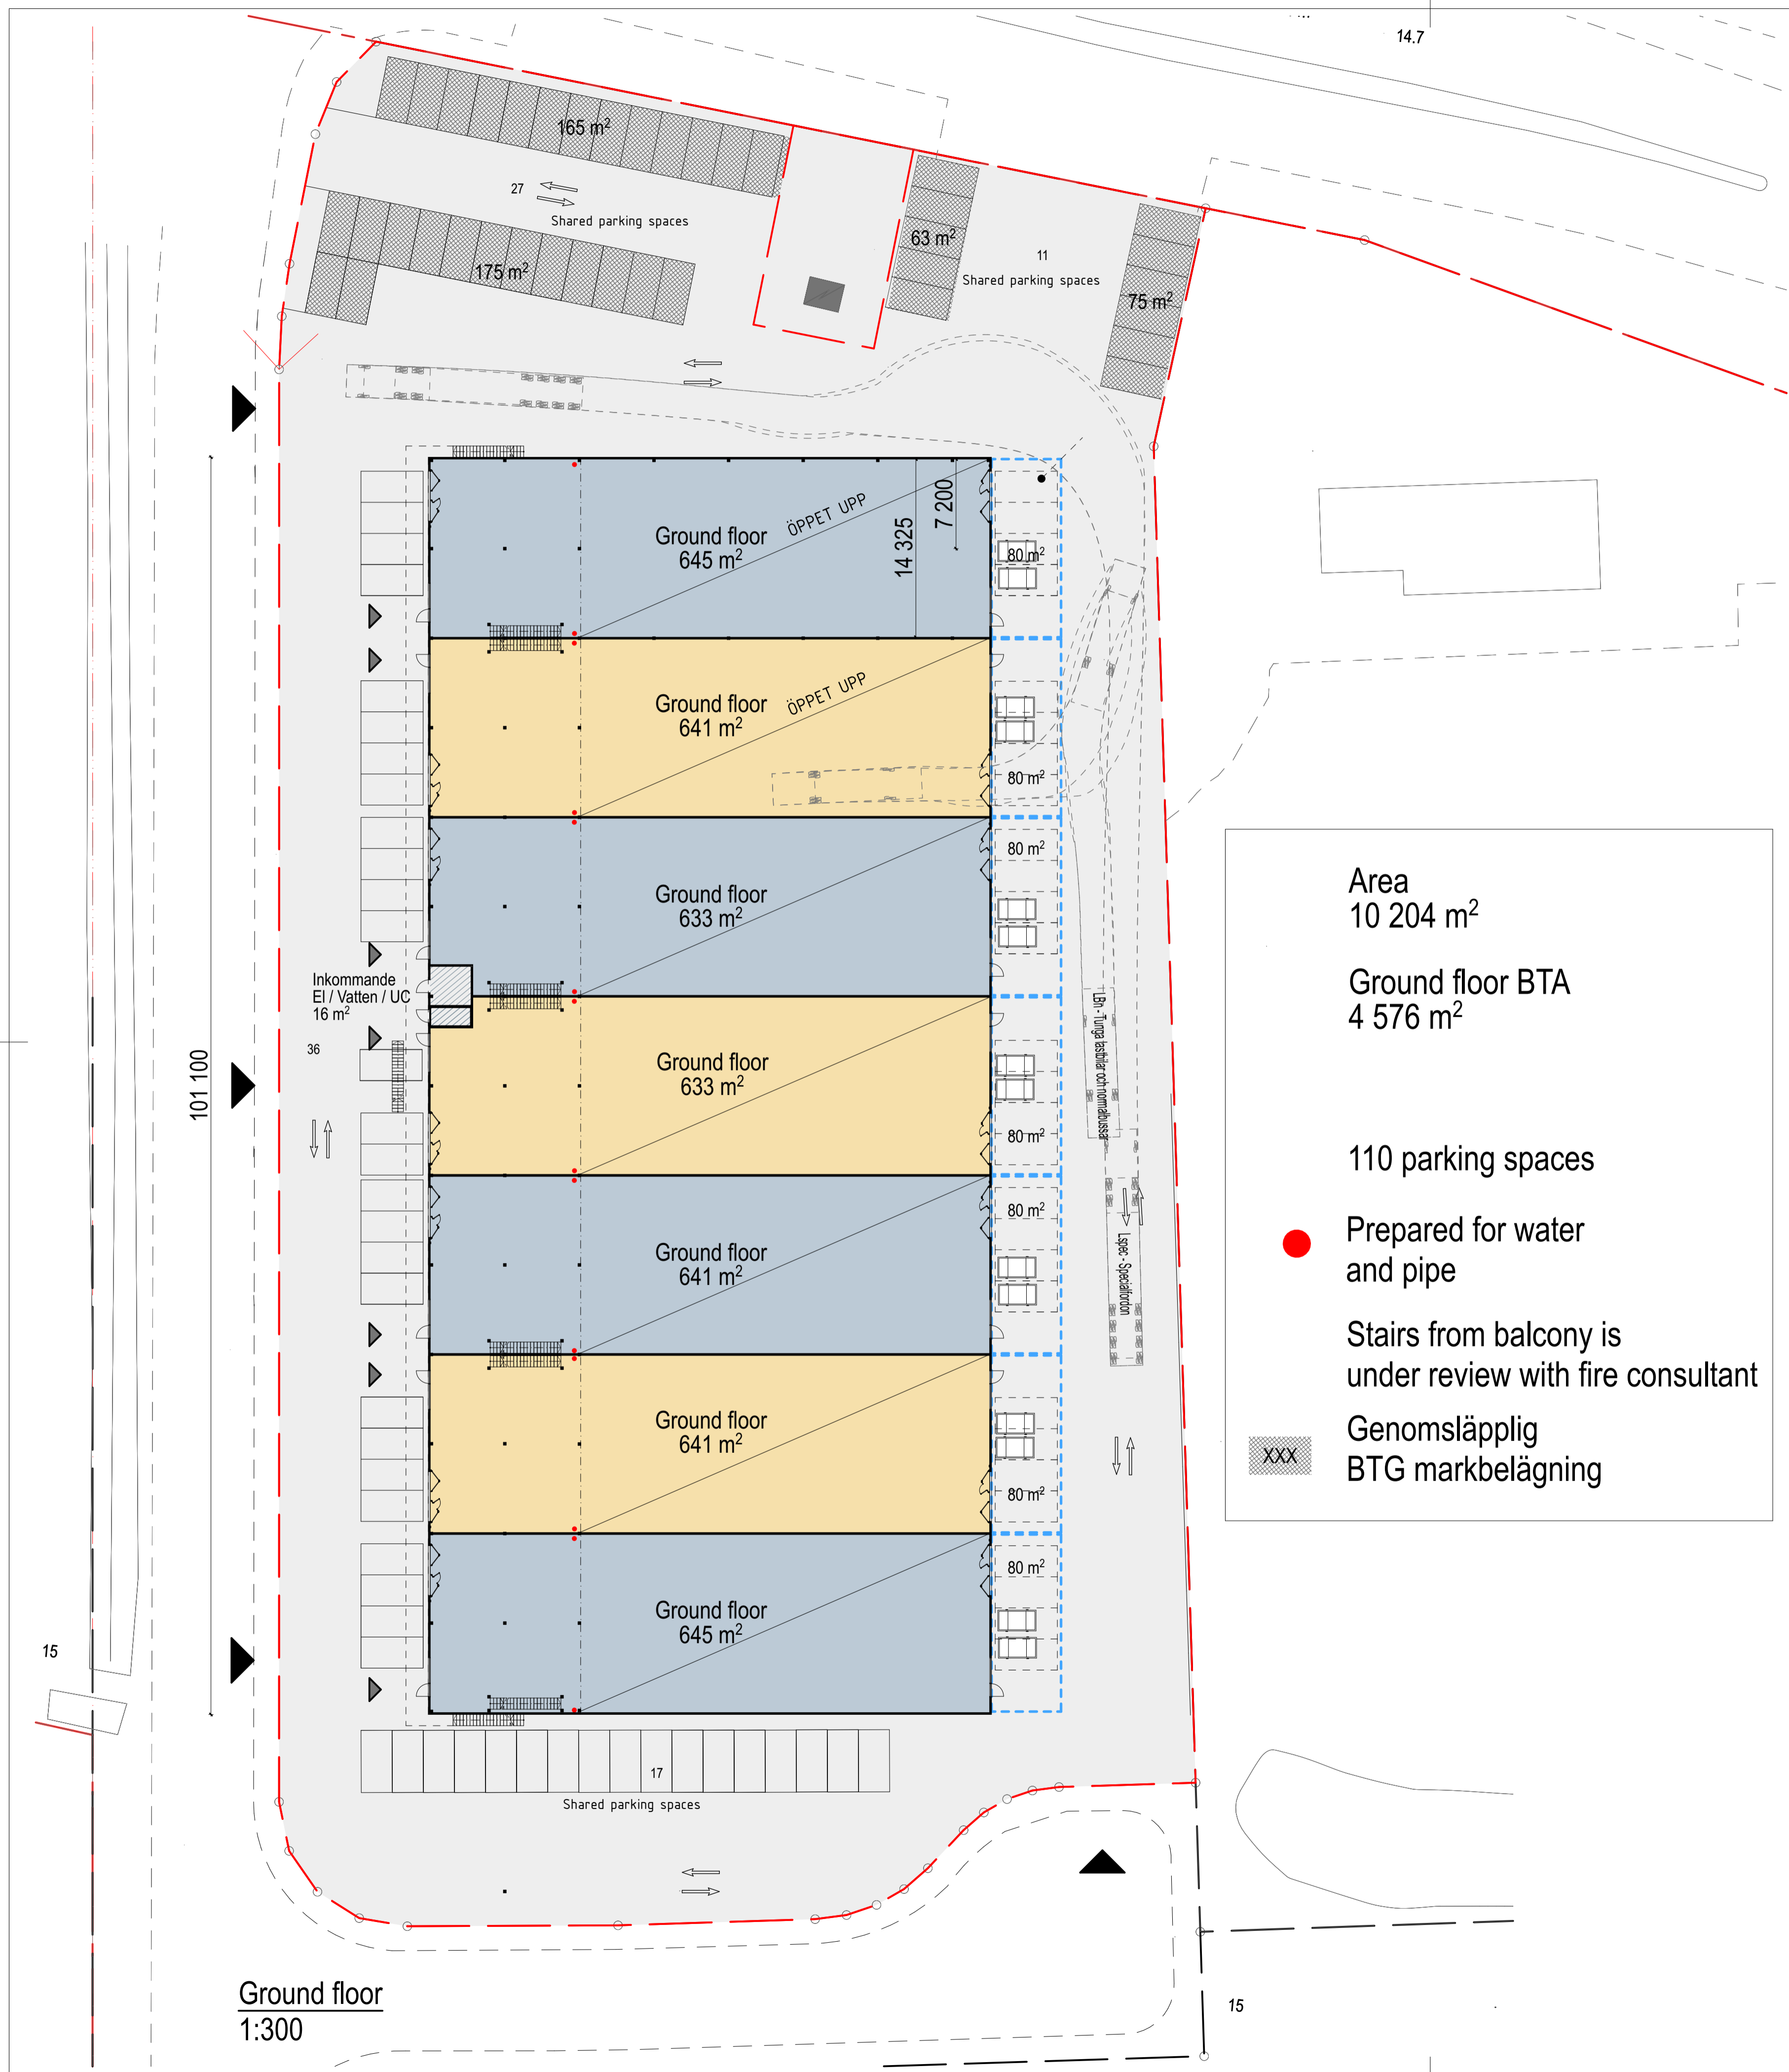 14.7
165 m²
27
Shared parking spaces
175 m²
63 m²
11
Shared parking spaces
75 m²
ÖPPET UPP
14 325
7 200
Ground floor
645 m²
80 m²
ÖPPET UPP
Ground floor
641 m²
80 m²
80 m²
Ground floor
633 m²
Inkommande
El / Vatten / UC
16 m²
36
101 100
Ground floor
633 m²
80 m²
LBn - Tunga lastbilar och normalbussar
80 m²
Ground floor
641 m²
Lspec - Specialfordon
Ground floor
641 m²
80 m²
80 m²
Ground floor
645 m²
17
Shared parking spaces
15
15
Area
10 204 m²
Ground floor BTA
4 576 m²
110 parking spaces
Prepared for water
and pipe
Stairs from balcony is
under review with fire consultant
XXX
Genomsläpplig
BTG markbelägning
Ground floor
1:300